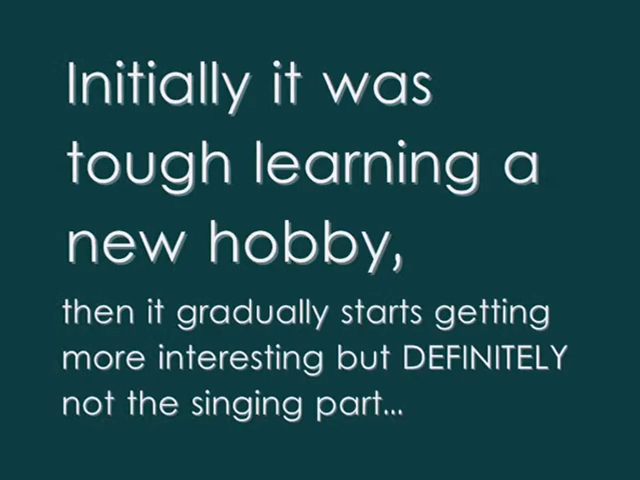 Initially it was
tough learning a
new hobby,
then it gradually starts getting
more interesting but DEFINITELY
not the singing part...